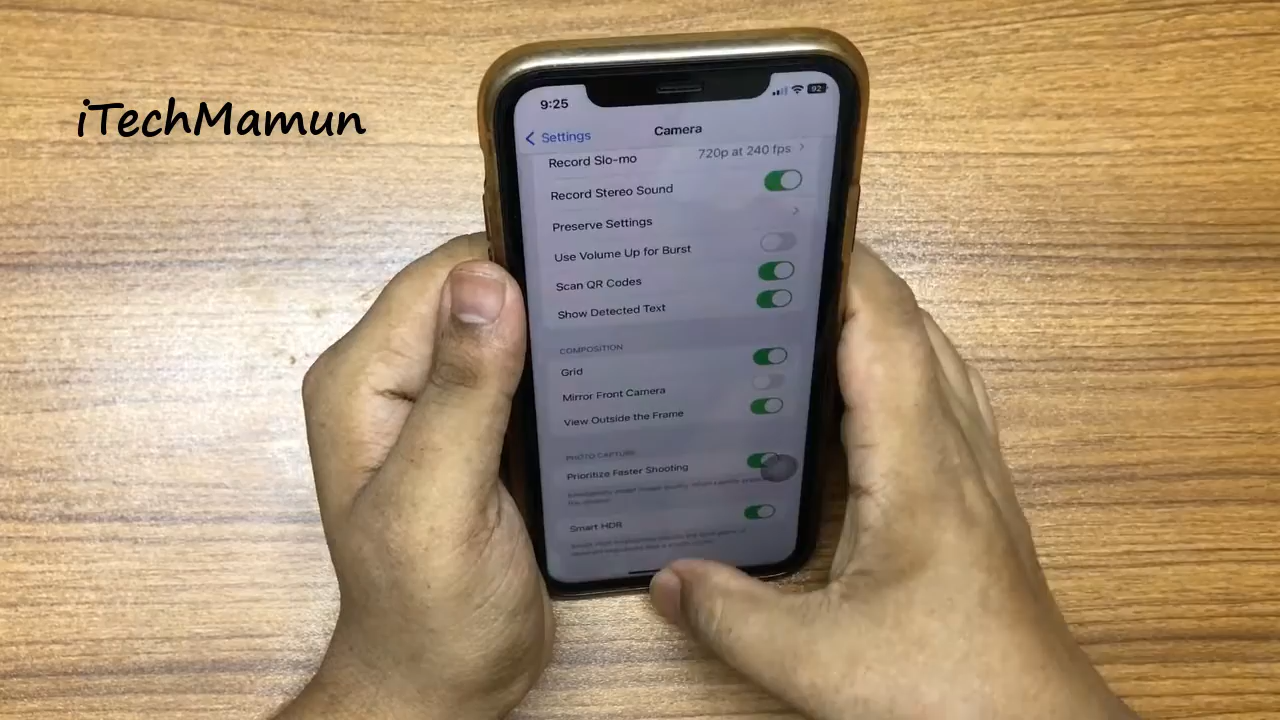 iTechMamun
9:25
92
Settings
Camera
Record Slo-mo 720p at 240 fps
Record Stereo Sound
Preserve Settings
Use Volume Up for Burst
Scan QR Codes
Show Detected Text
COMPOSITION
Grid
Mirror Front Camera
View Outside the Frame
PHOTO CAPTURE
Prioritize Faster Shooting
Smart HDR